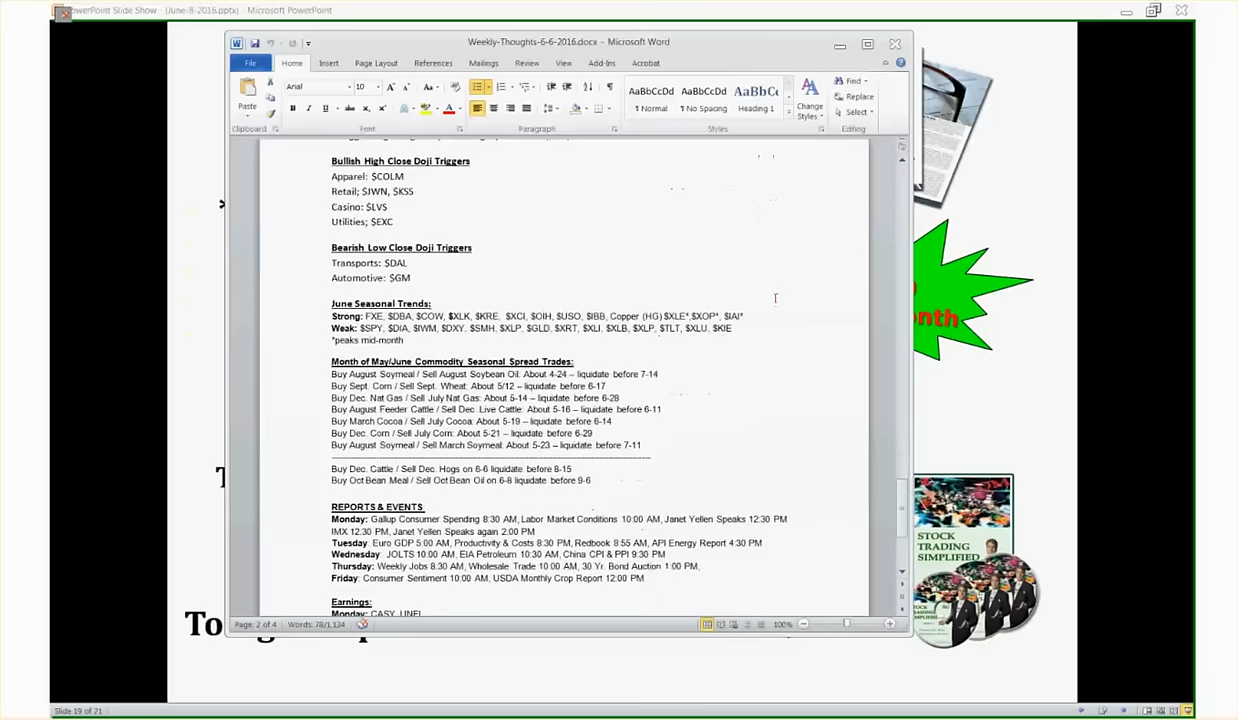 PowerPoint Slide Show - [June-8-2016.pptx] - Microsoft PowerPoint
Weekly-Thoughts-6-6-2016.docx - Microsoft Word
File Home Insert Page Layout References Mailings Review View Add-Ins Acrobat
Paste
Clipboard
Arial 10
Font
Paragraph
AaBbCcDd AaBbCcDd AaBbCc
¶ Normal ¶ No Spacing Heading 1
Styles
Change Styles
Find
Replace
Select
Editing
Bullish High Close Doji Triggers
Apparel: $COLM
Retail; $JWN, $KSS
Casino: $LVS
Utilities; $EXC
Bearish Low Close Doji Triggers
Transports: $DAL
Automotive: $GM
June Seasonal Trends:
Strong: FXE, $DBA, $COW, $XLK, $KRE, $XCI, $OIH, $USO, $IBB, Copper (HG) $XLE*,$XOP*, $IAI*
Weak: $SPY, $DIA, $IWM, $DXY, $SMH, $XLP, $GLD, $XRT, $XLI, $XLB, $XLP, $TLT, $XLU, $KIE
*peaks mid-month
Month of May/June Commodity Seasonal Spread Trades:
Buy August Soymeal / Sell August Soybean Oil: About 4-24 – liquidate before 7-14
Buy Sept. Corn / Sell Sept. Wheat: About 5/12 – liquidate before 6-17
Buy Dec. Nat Gas / Sell July Nat Gas: About 5-14 – liquidate before 6-28
Buy August Feeder Cattle / Sell Dec. Live Cattle: About 5-16 – liquidate before 6-11
Buy March Cocoa / Sell July Cocoa: About 5-19 – liquidate before 6-14
Buy Dec. Corn / Sell July Corn: About 5-21 – liquidate before 6-29
Buy August Soymeal / Sell March Soymeal: About 5-23 – liquidate before 7-11
Buy Dec. Cattle / Sell Dec. Hogs on 6-6 liquidate before 8-15
Buy Oct Bean Meal / Sell Oct Bean Oil on 6-8 liquidate before 9-6
REPORTS & EVENTS
Monday: Gallup Consumer Spending 8:30 AM, Labor Market Conditions 10:00 AM, Janet Yellen Speaks 12:30 PM
IMX 12:30 PM, Janet Yellen Speaks again 2:00 PM
Tuesday: Euro GDP 5:00 AM, Productivity & Costs 8:30 PM, Redbook 8:55 AM, API Energy Report 4:30 PM
Wednesday: JOLTS 10:00 AM, EIA Petroleum 10:30 AM, China CPI & PPI 9:30 PM
Thursday: Weekly Jobs 8:30 AM, Wholesale Trade 10:00 AM, 30 Yr. Bond Auction 1:00 PM,
Friday: Consumer Sentiment 10:00 AM, USDA Monthly Crop Report 12:00 PM
Earnings:
Monday: CASY, UNFI
Page: 2 of 4 Words: 78/1,134 100%
STOCK
TRADING
SIMPLIFIED
Slide 19 of 21